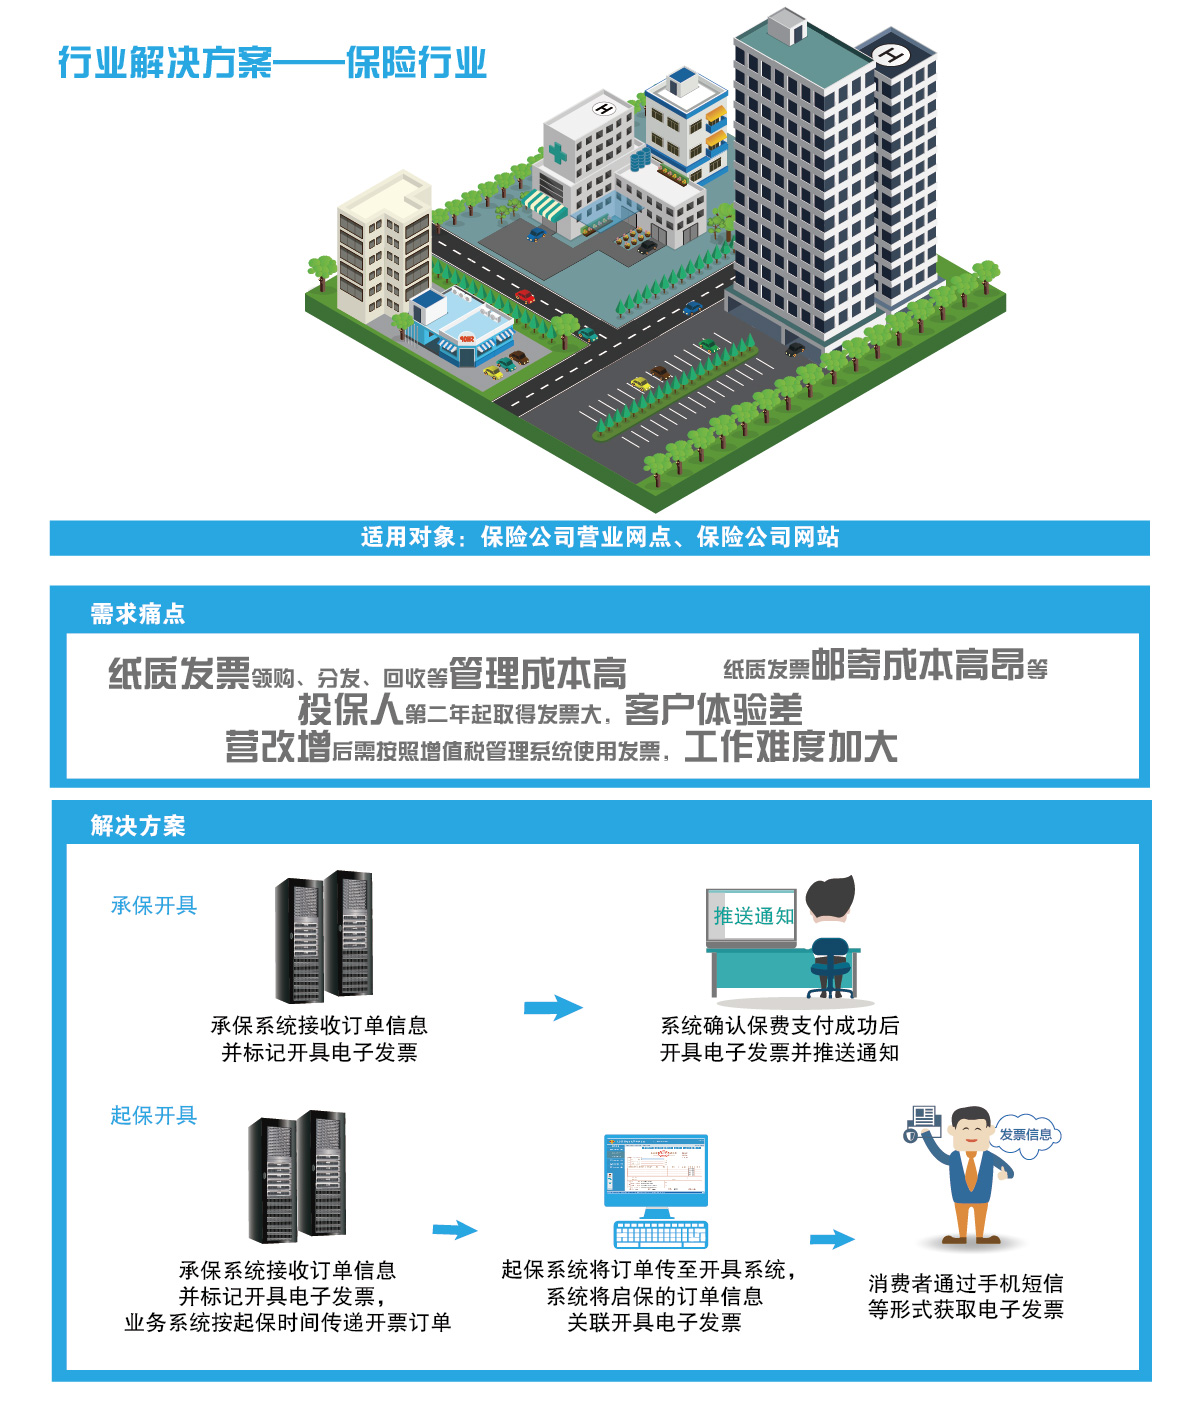 行业解决方案——保险行业
H
H
适用对象：保险公司营业网点、保险公司网站
需求痛点
纸质发票领购、分发、回收等管理成本高
纸质发票邮寄成本高昂等
投保人第二年起取得发票大，客户体验差
营改增后需按照增值税管理系统使用发票，工作难度加大
解决方案
承保开具
推送通知
承保系统接收订单信息
并标记开具电子发票
系统确认保费支付成功后
开具电子发票并推送通知
起保开具
发票信息
承保系统接收订单信息
并标记开具电子发票，
业务系统按起保时间传递开票订单
起保系统将订单传至开具系统，
系统将启保的订单信息
关联开具电子发票
消费者通过手机短信
等形式获取电子发票